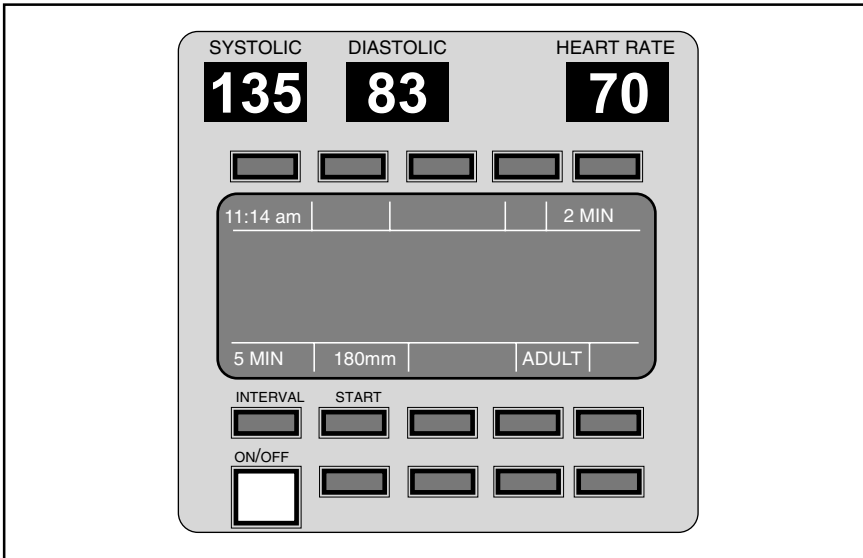 SYSTOLIC DIASTOLIC HEART RATE
135 83 70
11:14 am 2 MIN
5 MIN 180mm ADULT
INTERVAL START
ON/OFF